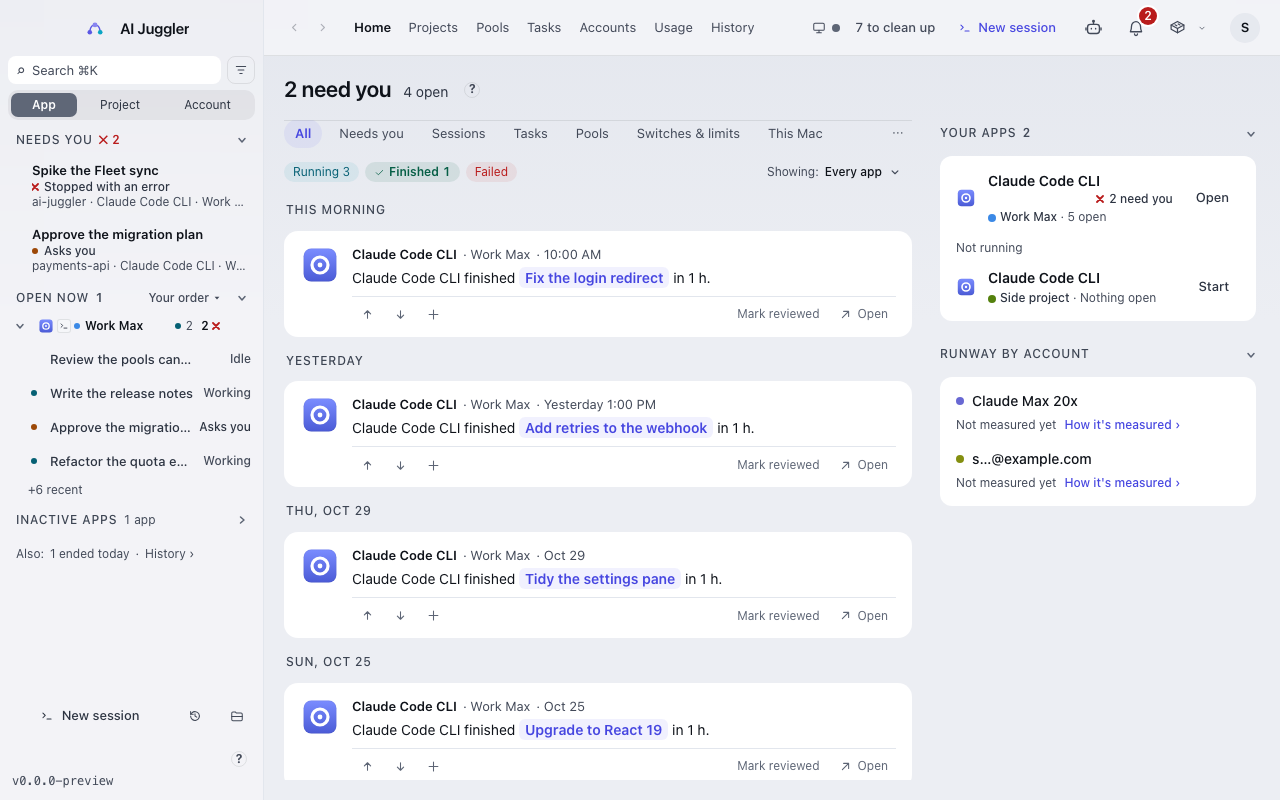 AI Juggler
Search ⌘K
App Project Account
NEEDS YOU 2
Spike the Fleet sync
Stopped with an error
ai-juggler · Claude Code CLI · Work ...
Approve the migration plan
Asks you
payments-api · Claude Code CLI · W...
OPEN NOW 1 Your order
Work Max 2 2
Review the pools can... Idle
Write the release notes Working
Approve the migratio... Asks you
Refactor the quota e... Working
+6 recent
INACTIVE APPS 1 app
Also: 1 ended today · History ›
New session
?
v0.0.0-preview
Home Projects Pools Tasks Accounts Usage History
7 to clean up
New session
2
S
2 need you 4 open ?
All Needs you Sessions Tasks Pools Switches & limits This Mac ...
Running 3 Finished 1 Failed Showing: Every app
THIS MORNING
Claude Code CLI · Work Max · 10:00 AM
Claude Code CLI finished Fix the login redirect in 1 h.
Mark reviewed Open
YESTERDAY
Claude Code CLI · Work Max · Yesterday 1:00 PM
Claude Code CLI finished Add retries to the webhook in 1 h.
Mark reviewed Open
THU, OCT 29
Claude Code CLI · Work Max · Oct 29
Claude Code CLI finished Tidy the settings pane in 1 h.
Mark reviewed Open
SUN, OCT 25
Claude Code CLI · Work Max · Oct 25
Claude Code CLI finished Upgrade to React 19 in 1 h.
Mark reviewed Open
YOUR APPS 2
Claude Code CLI
2 need you
Work Max · 5 open
Open
Not running
Claude Code CLI
Side project · Nothing open
Start
RUNWAY BY ACCOUNT
Claude Max 20x
Not measured yet How it's measured ›
s...@example.com
Not measured yet How it's measured ›